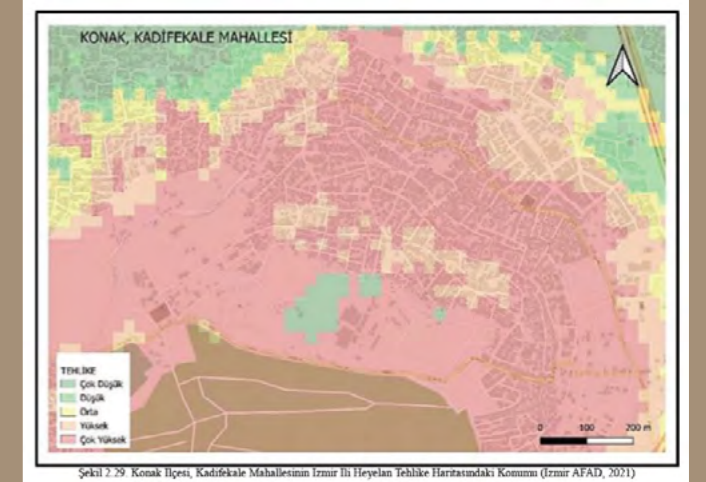 KONAK, KADİFEKALE MAHALLESİ
TEHLİKE
Çok Düşük
Düşük
Orta
Yüksek
Çok Yüksek
0 100 200 m
Şekil 2.29. Konak İlçesi, Kadifekale Mahallesinin İzmir İli Heyelan Tehlike Haritasındaki Konumu (İzmir AFAD, 2021)